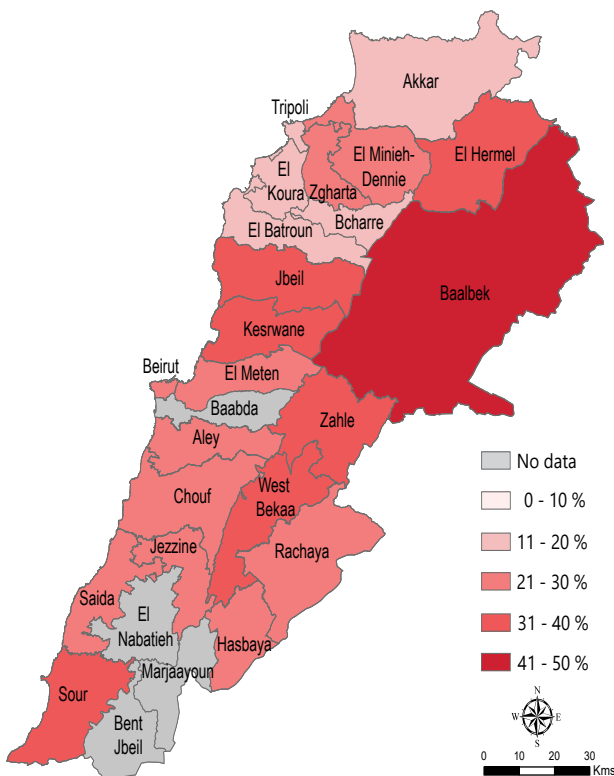 Akkar
Tripoli
El Minieh-
Dennie
El Hermel
El
Koura
Zgharta
Bcharre
El Batroun
Jbeil
Baalbek
Kesrwane
Beirut
El Meten
Baabda
Zahle
Aley
West
Bekaa
Chouf
Jezzine
Rachaya
Saida
El
Nabatieh
Hasbaya
Marjaayoun
Sour
Bent
Jbeil
No data
0 - 10 %
11 - 20 %
21 - 30 %
31 - 40 %
41 - 50 %
N
W E
S
0 10 20 30
Kms